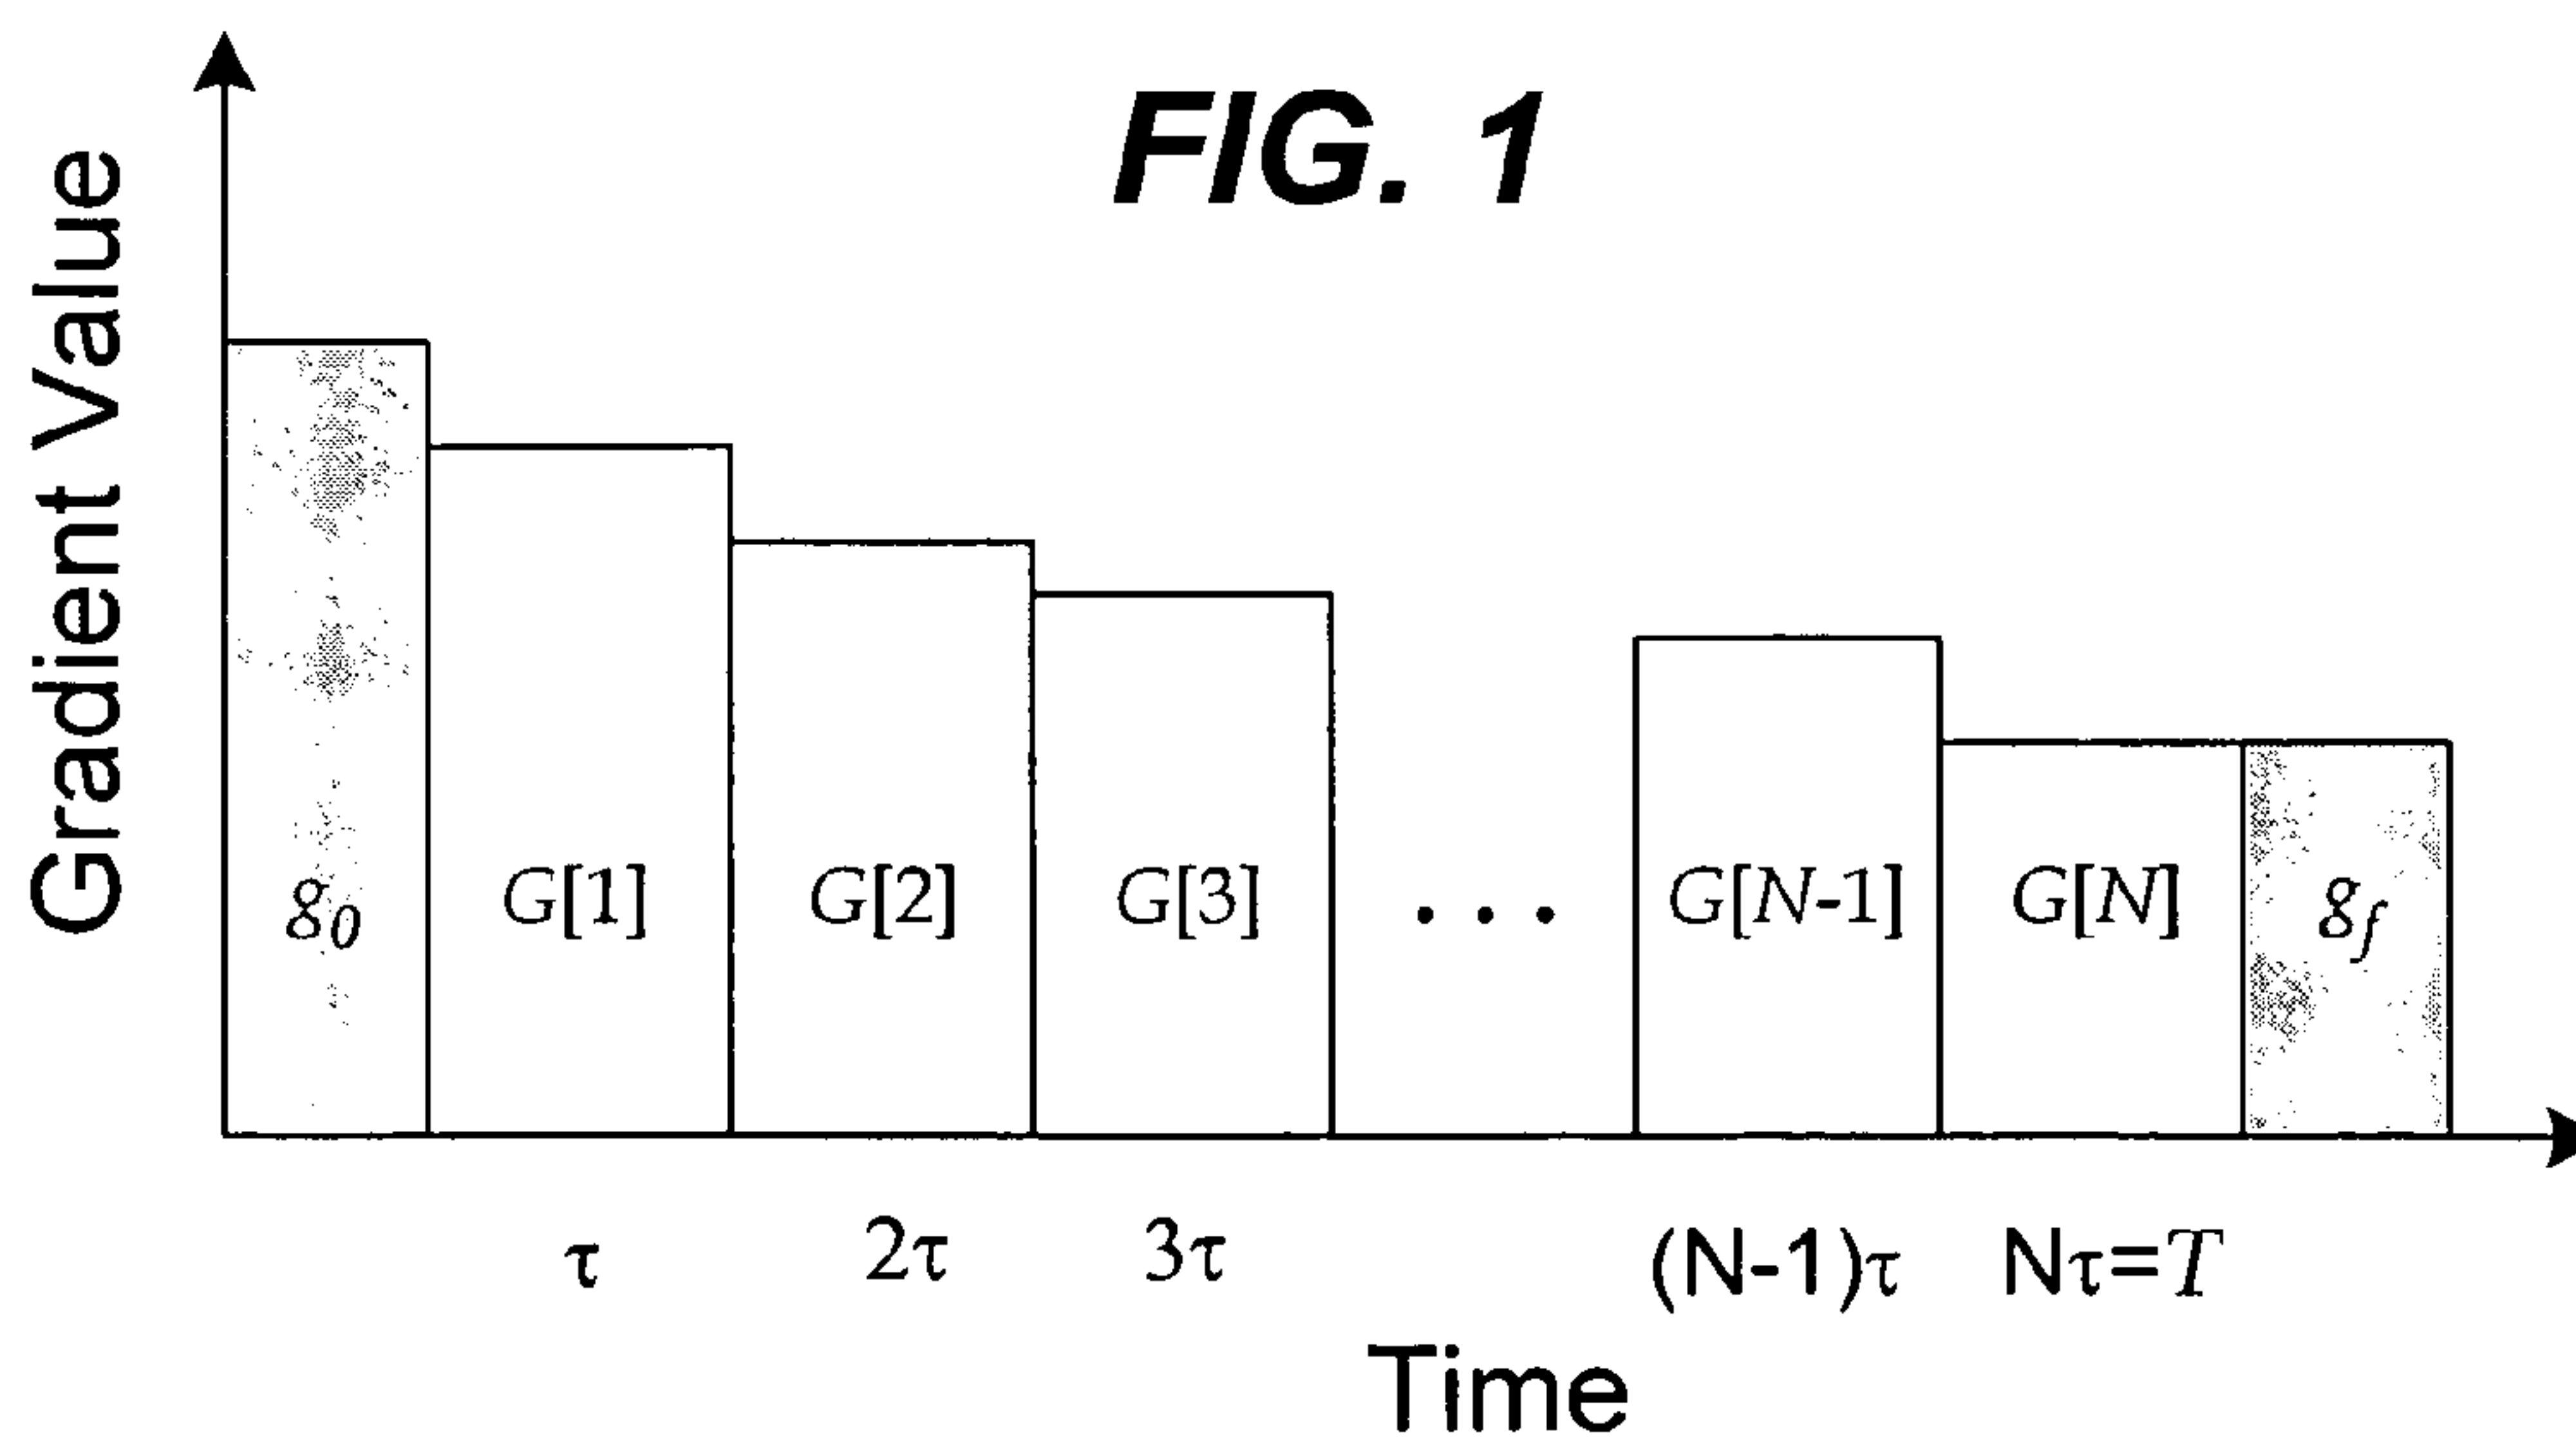 FIG. 1
Gradient Value
g0 G[1] G[2] G[3] ... G[N-1] G[N] gf
τ 2τ 3τ (N-1)τ Nτ=T
Time